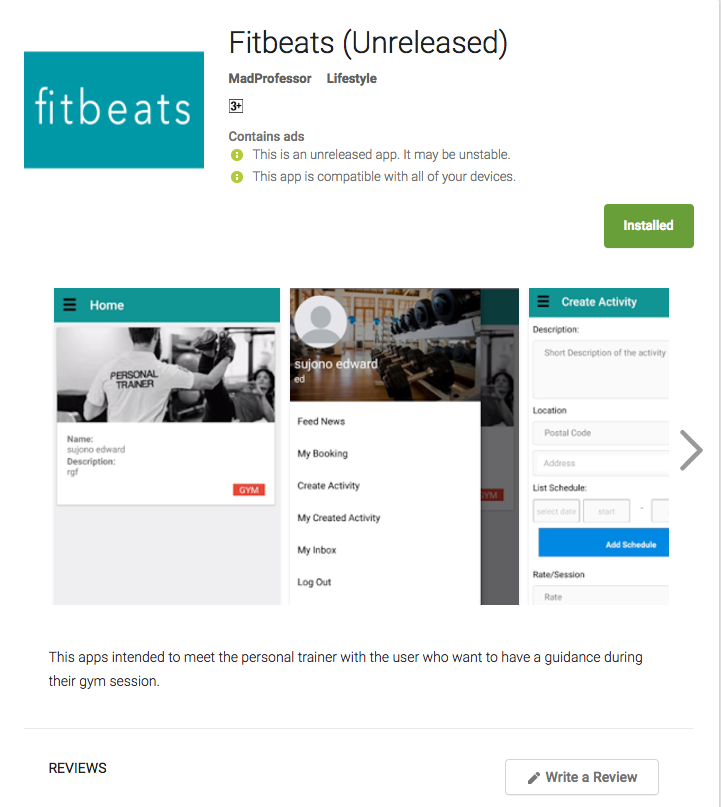 fitbeats
Fitbeats (Unreleased)
MadProfessor Lifestyle
3+
Contains ads
This is an unreleased app. It may be unstable.
This app is compatible with all of your devices.
Installed
Home
PERSONAL
TRAINER
Name:
sujono edward
Description:
rgf
GYM
sujono edward
ed
Feed News
My Booking
Create Activity
My Created Activity
My Inbox
Log Out
GYM
Create Activity
Description:
Short Description of the activity
Location
Postal Code
Address
List Schedule:
select date start -
Add Schedule
Rate/Session
Rate
This apps intended to meet the personal trainer with the user who want to have a guidance during
their gym session.
REVIEWS
Write a Review